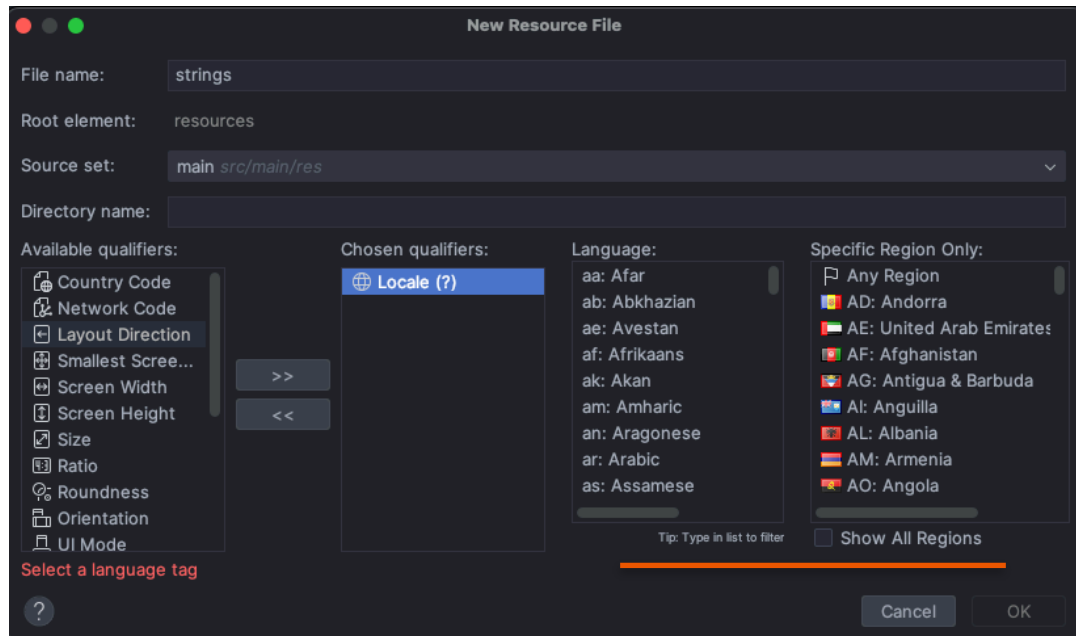 New Resource File
File name: strings
Root element: resources
Source set: main src/main/res
Directory name:
Available qualifiers:
Country Code
Network Code
Layout Direction
Smallest Scree...
Screen Width
Screen Height
Size
Ratio
Roundness
Orientation
UI Mode
>>
<<
Chosen qualifiers:
Locale (?)
Language:
aa: Afar
ab: Abkhazian
ae: Avestan
af: Afrikaans
ak: Akan
am: Amharic
an: Aragonese
ar: Arabic
as: Assamese
Tip: Type in list to filter
Specific Region Only:
Any Region
AD: Andorra
AE: United Arab Emirates
AF: Afghanistan
AG: Antigua & Barbuda
AI: Anguilla
AL: Albania
AM: Armenia
AO: Angola
Show All Regions
Select a language tag
?
Cancel
OK